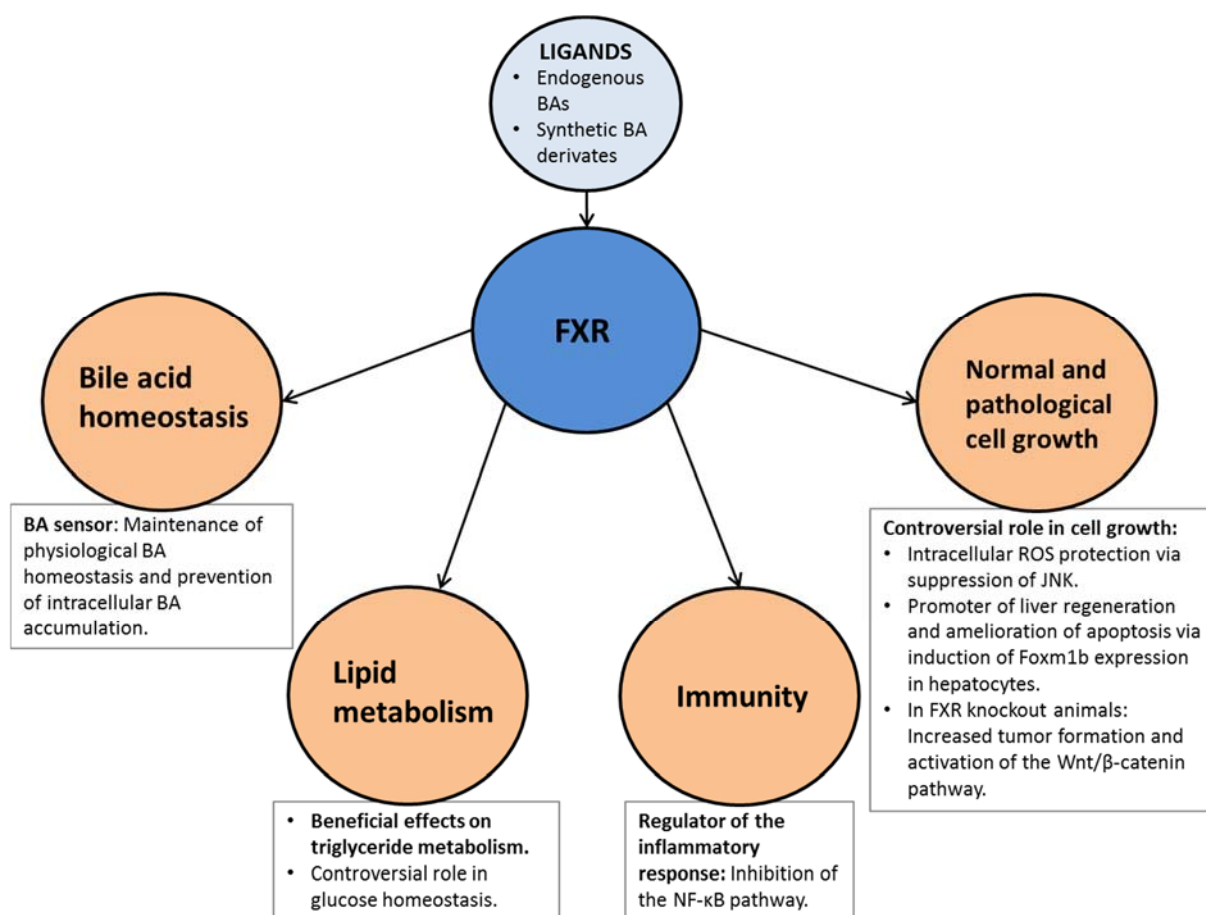 LIGANDS
• Endogenous
BAs
• Synthetic BA
derivates
FXR
Bile acid
homeostasis
BA sensor: Maintenance of
physiological BA
homeostasis and prevention
of intracellular BA
accumulation.
Lipid
metabolism
• Beneficial effects on
triglyceride metabolism.
• Controversial role in
glucose homeostasis.
Immunity
Regulator of the
inflammatory
response: Inhibition of
the NF-κB pathway.
Normal and
pathological
cell growth
Controversial role in cell growth:
• Intracellular ROS protection via
suppression of JNK.
• Promoter of liver regeneration
and amelioration of apoptosis via
induction of Foxm1b expression
in hepatocytes.
• In FXR knockout animals:
Increased tumor formation and
activation of the Wnt/β-catenin
pathway.